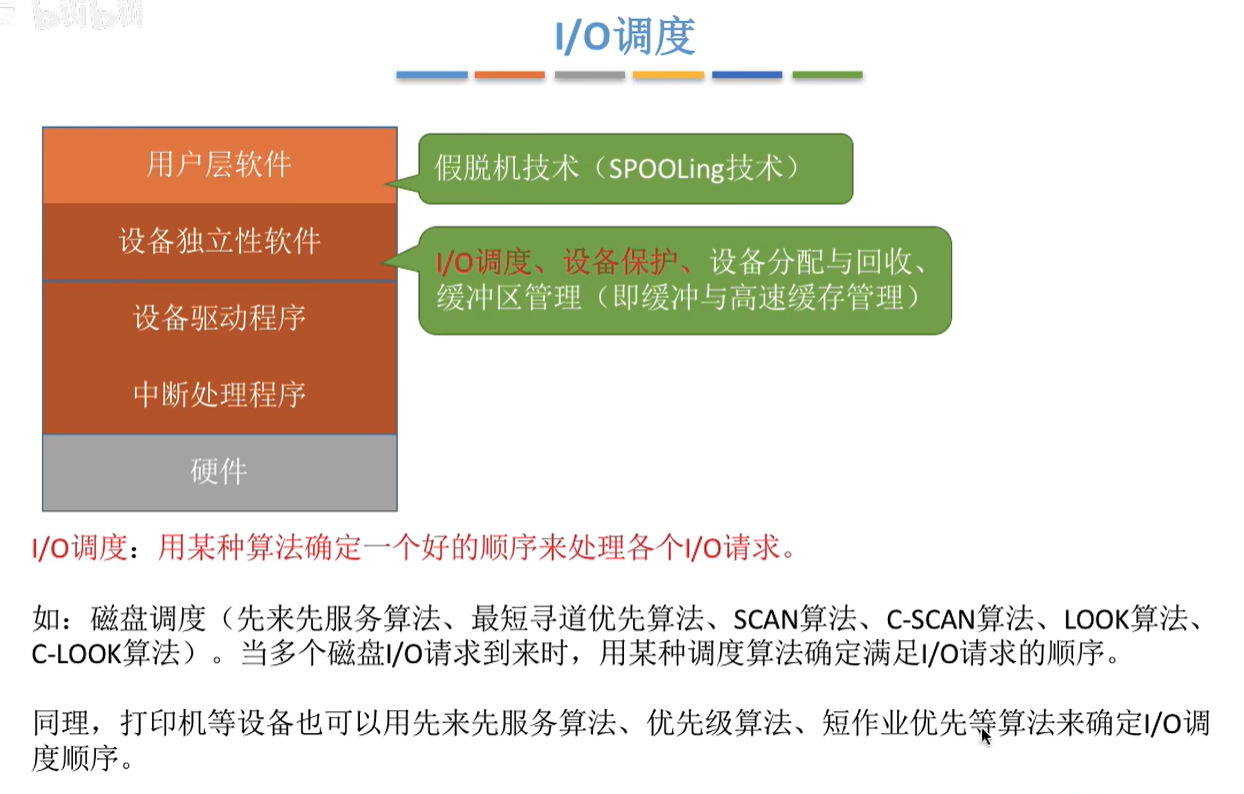 I/O调度
用户层软件
假脱机技术（SPOOLing技术）
设备独立性软件
I/O调度、设备保护、设备分配与回收、
缓冲区管理（即缓冲与高速缓存管理）
设备驱动程序
中断处理程序
硬件
I/O调度：用某种算法确定一个好的顺序来处理各个I/O请求。
如：磁盘调度（先来先服务算法、最短寻道优先算法、SCAN算法、C-SCAN算法、LOOK算法、
C-LOOK算法）。当多个磁盘I/O请求到来时，用某种调度算法确定满足I/O请求的顺序。
同理，打印机等设备也可以用先来先服务算法、优先级算法、短作业优先等算法来确定I/O调
度顺序。